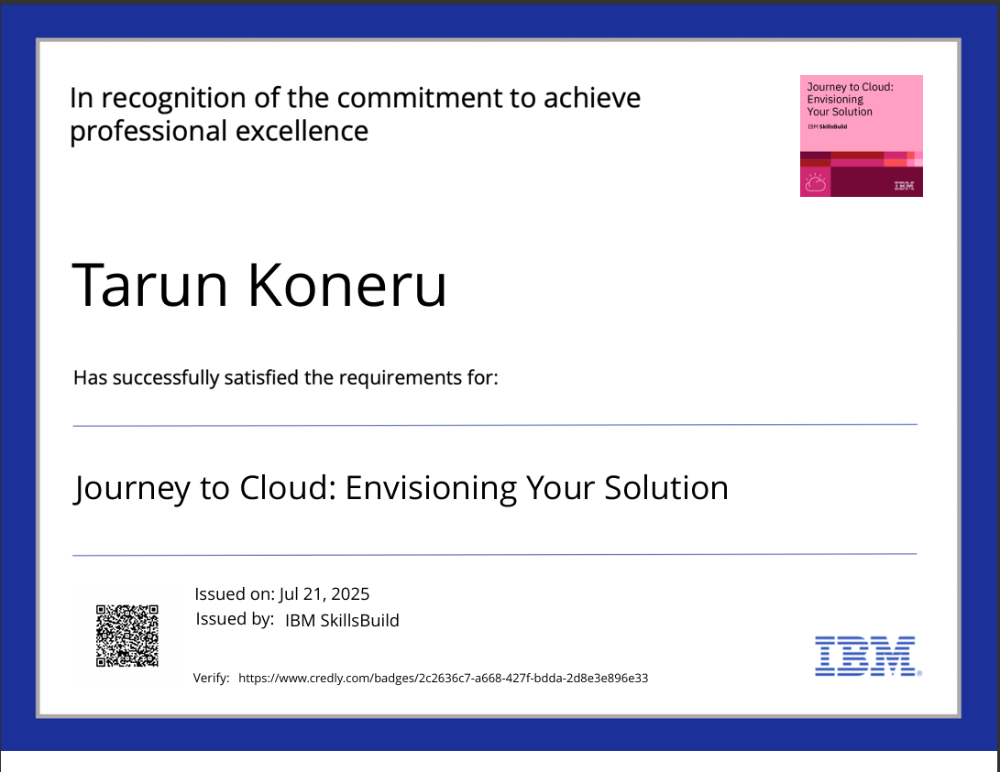 In recognition of the commitment to achieve
professional excellence
Journey to Cloud:
Envisioning
Your Solution
IBM SkillsBuild
IBM
Tarun Koneru
Has successfully satisfied the requirements for:
Journey to Cloud: Envisioning Your Solution
Issued on: Jul 21, 2025
Issued by: IBM SkillsBuild
Verify: https://www.credly.com/badges/2c2636c7-a668-427f-bdda-2d8e3e896e33
IBM®